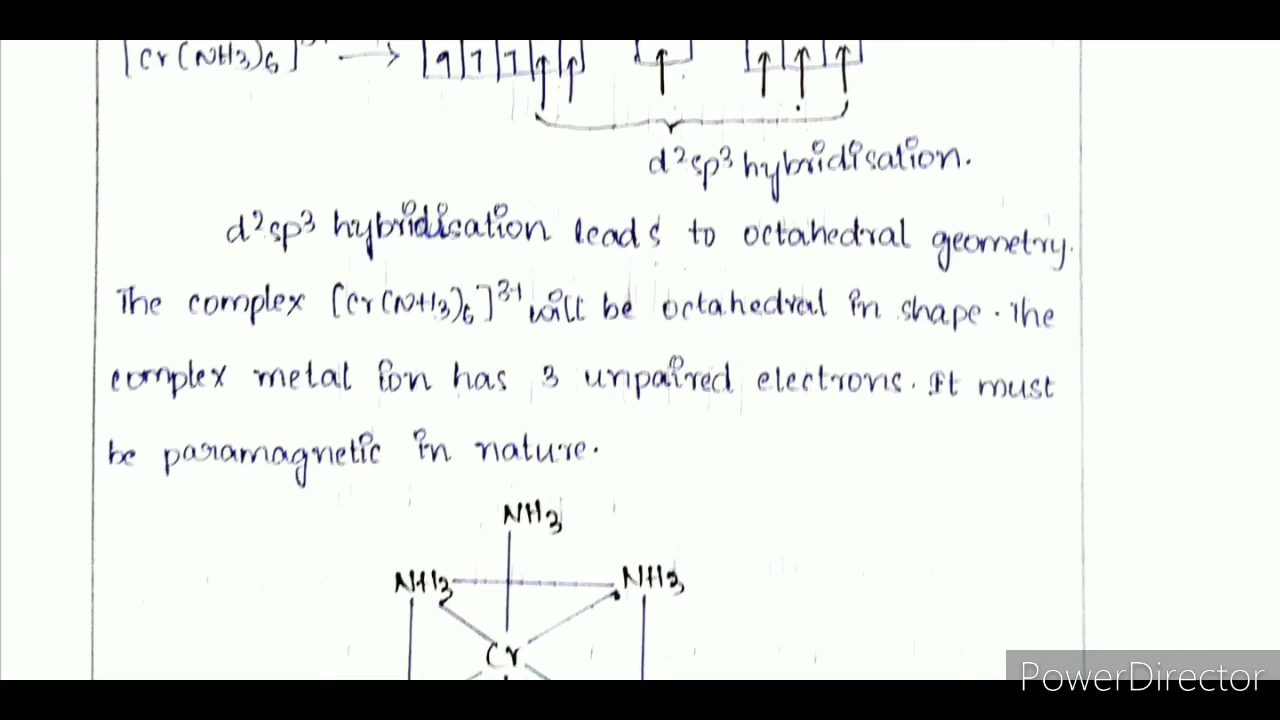 [Cr(NH3)6]3+ →
d²sp³ hybridisation.
d²sp³ hybridisation leads to octahedral geometry.
The complex [Cr(NH3)6]3+ will be octahedral in shape. The
complex metal ion has 3 unpaired electrons. It must
be paramagnetic in nature.
NH3
NH3 NH3
Cr
PowerDirector